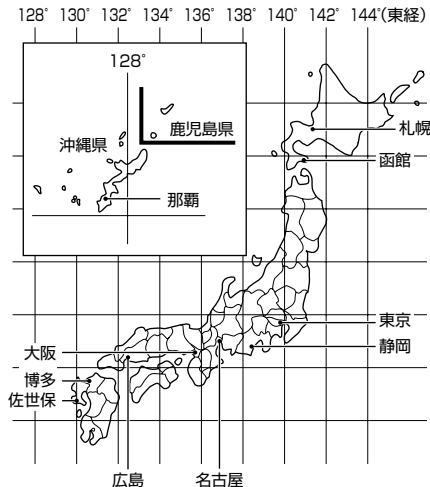 128° 130° 132° 134° 136° 138° 140° 142° 144°(東経)
128°
鹿児島県
沖縄県
那覇
札幌
函館
東京
静岡
大阪
博多
佐世保
広島
名古屋